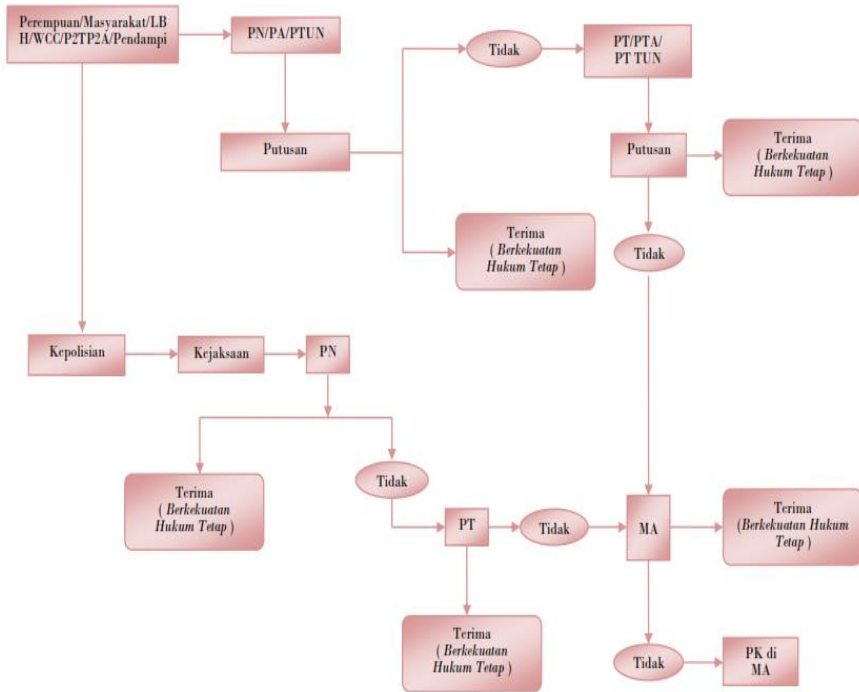 Perempuan/Masyarakat/LB
H/WCC/P2TP2A/Pendampi
PN/PA/PTUN
Tidak
PT/PTA/
PT TUN
Putusan
Putusan
Terima
( Berkekuatan
Hukum Tetap )
Terima
( Berkekuatan
Hukum Tetap )
Tidak
Kepolisian
Kejaksaan
PN
Terima
( Berkekuatan
Hukum Tetap )
Tidak
PT
Tidak
MA
Terima
(Berkekuatan Hukum
Tetap )
Terima
( Berkekuatan
Hukum Tetap )
Tidak
PK di
MA